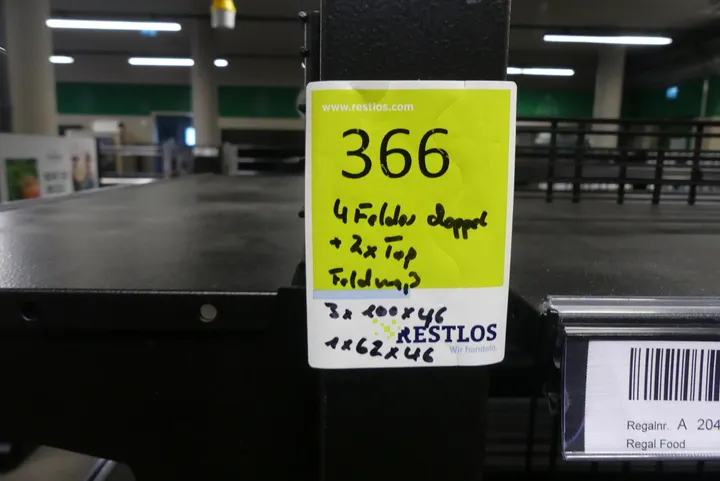 www.restlos.com
366
4 Felder doppel
+ 2x Top
Feldmaß
3x 100x46
RESTLOS
Wir handeln.
1x62x46
Regalnr. A 204
Regal Food